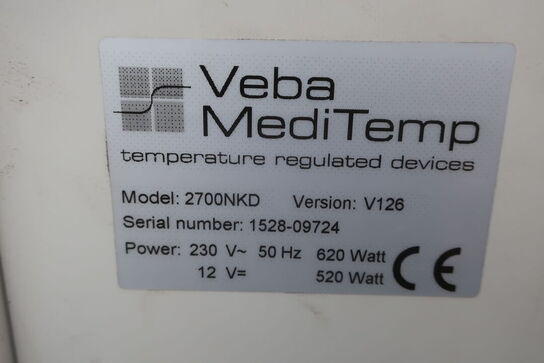 Veba
MediTemp
temperature regulated devices
Model: 2700NKD Version: V126
Serial number: 1528-09724
Power: 230 V~ 50 Hz 620 Watt
12 V= 520 Watt
CE